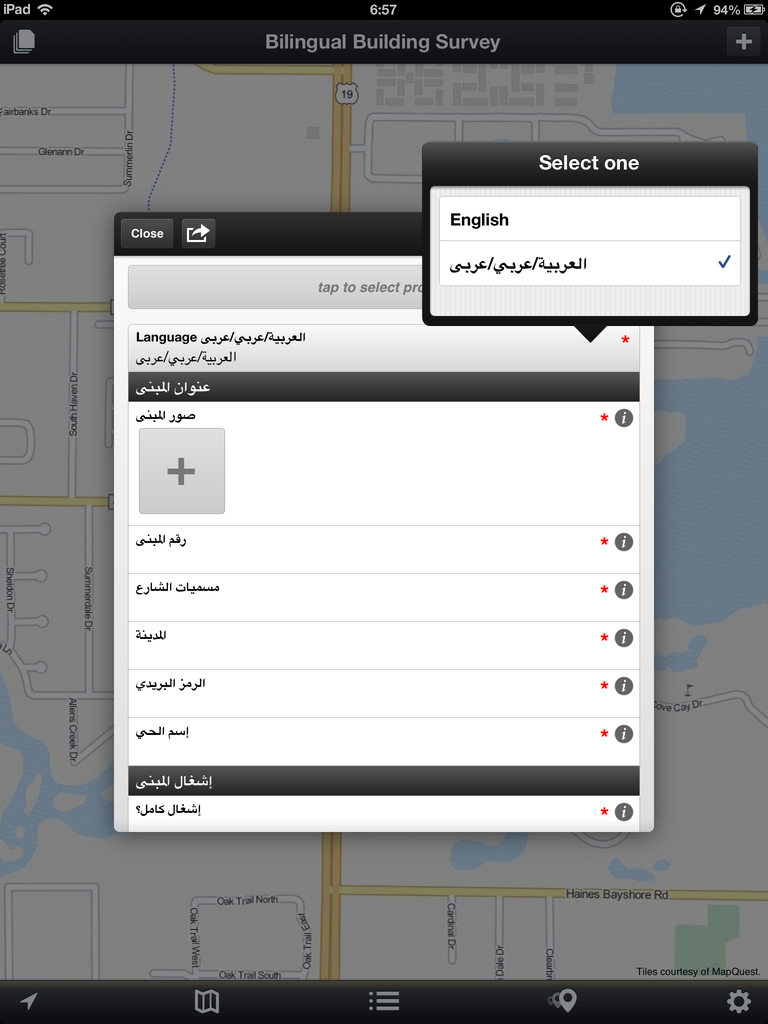 iPad 6:57 94%
Bilingual Building Survey
19
Fairbanks Dr
Glenann Dr
Summerlin Dr
Select one
English
العربية/عربي/عربى
Close
tap to select
Language العربية/عربي/عربى *
العربية/عربي/عربى
عنوان المبنى
صور المبنى * i
+
رقم المبنى * i
مسميات الشارع * i
المدينة * i
الرمز البريدي * i
إسم الحي * i
إشغال المبنى
إشغال كامل؟ * i
Court
South Haven Dr
Sheldon Dr
Summerdale Dr
Ln
Allens Creek Dr
Cove Cay Dr
Haines Bayshore Rd
Oak Trail North
Oak Trail West
Oak Trail East
Oak Trail South
Cardinal Dr
Dale Dr
Tiles courtesy of MapQuest.